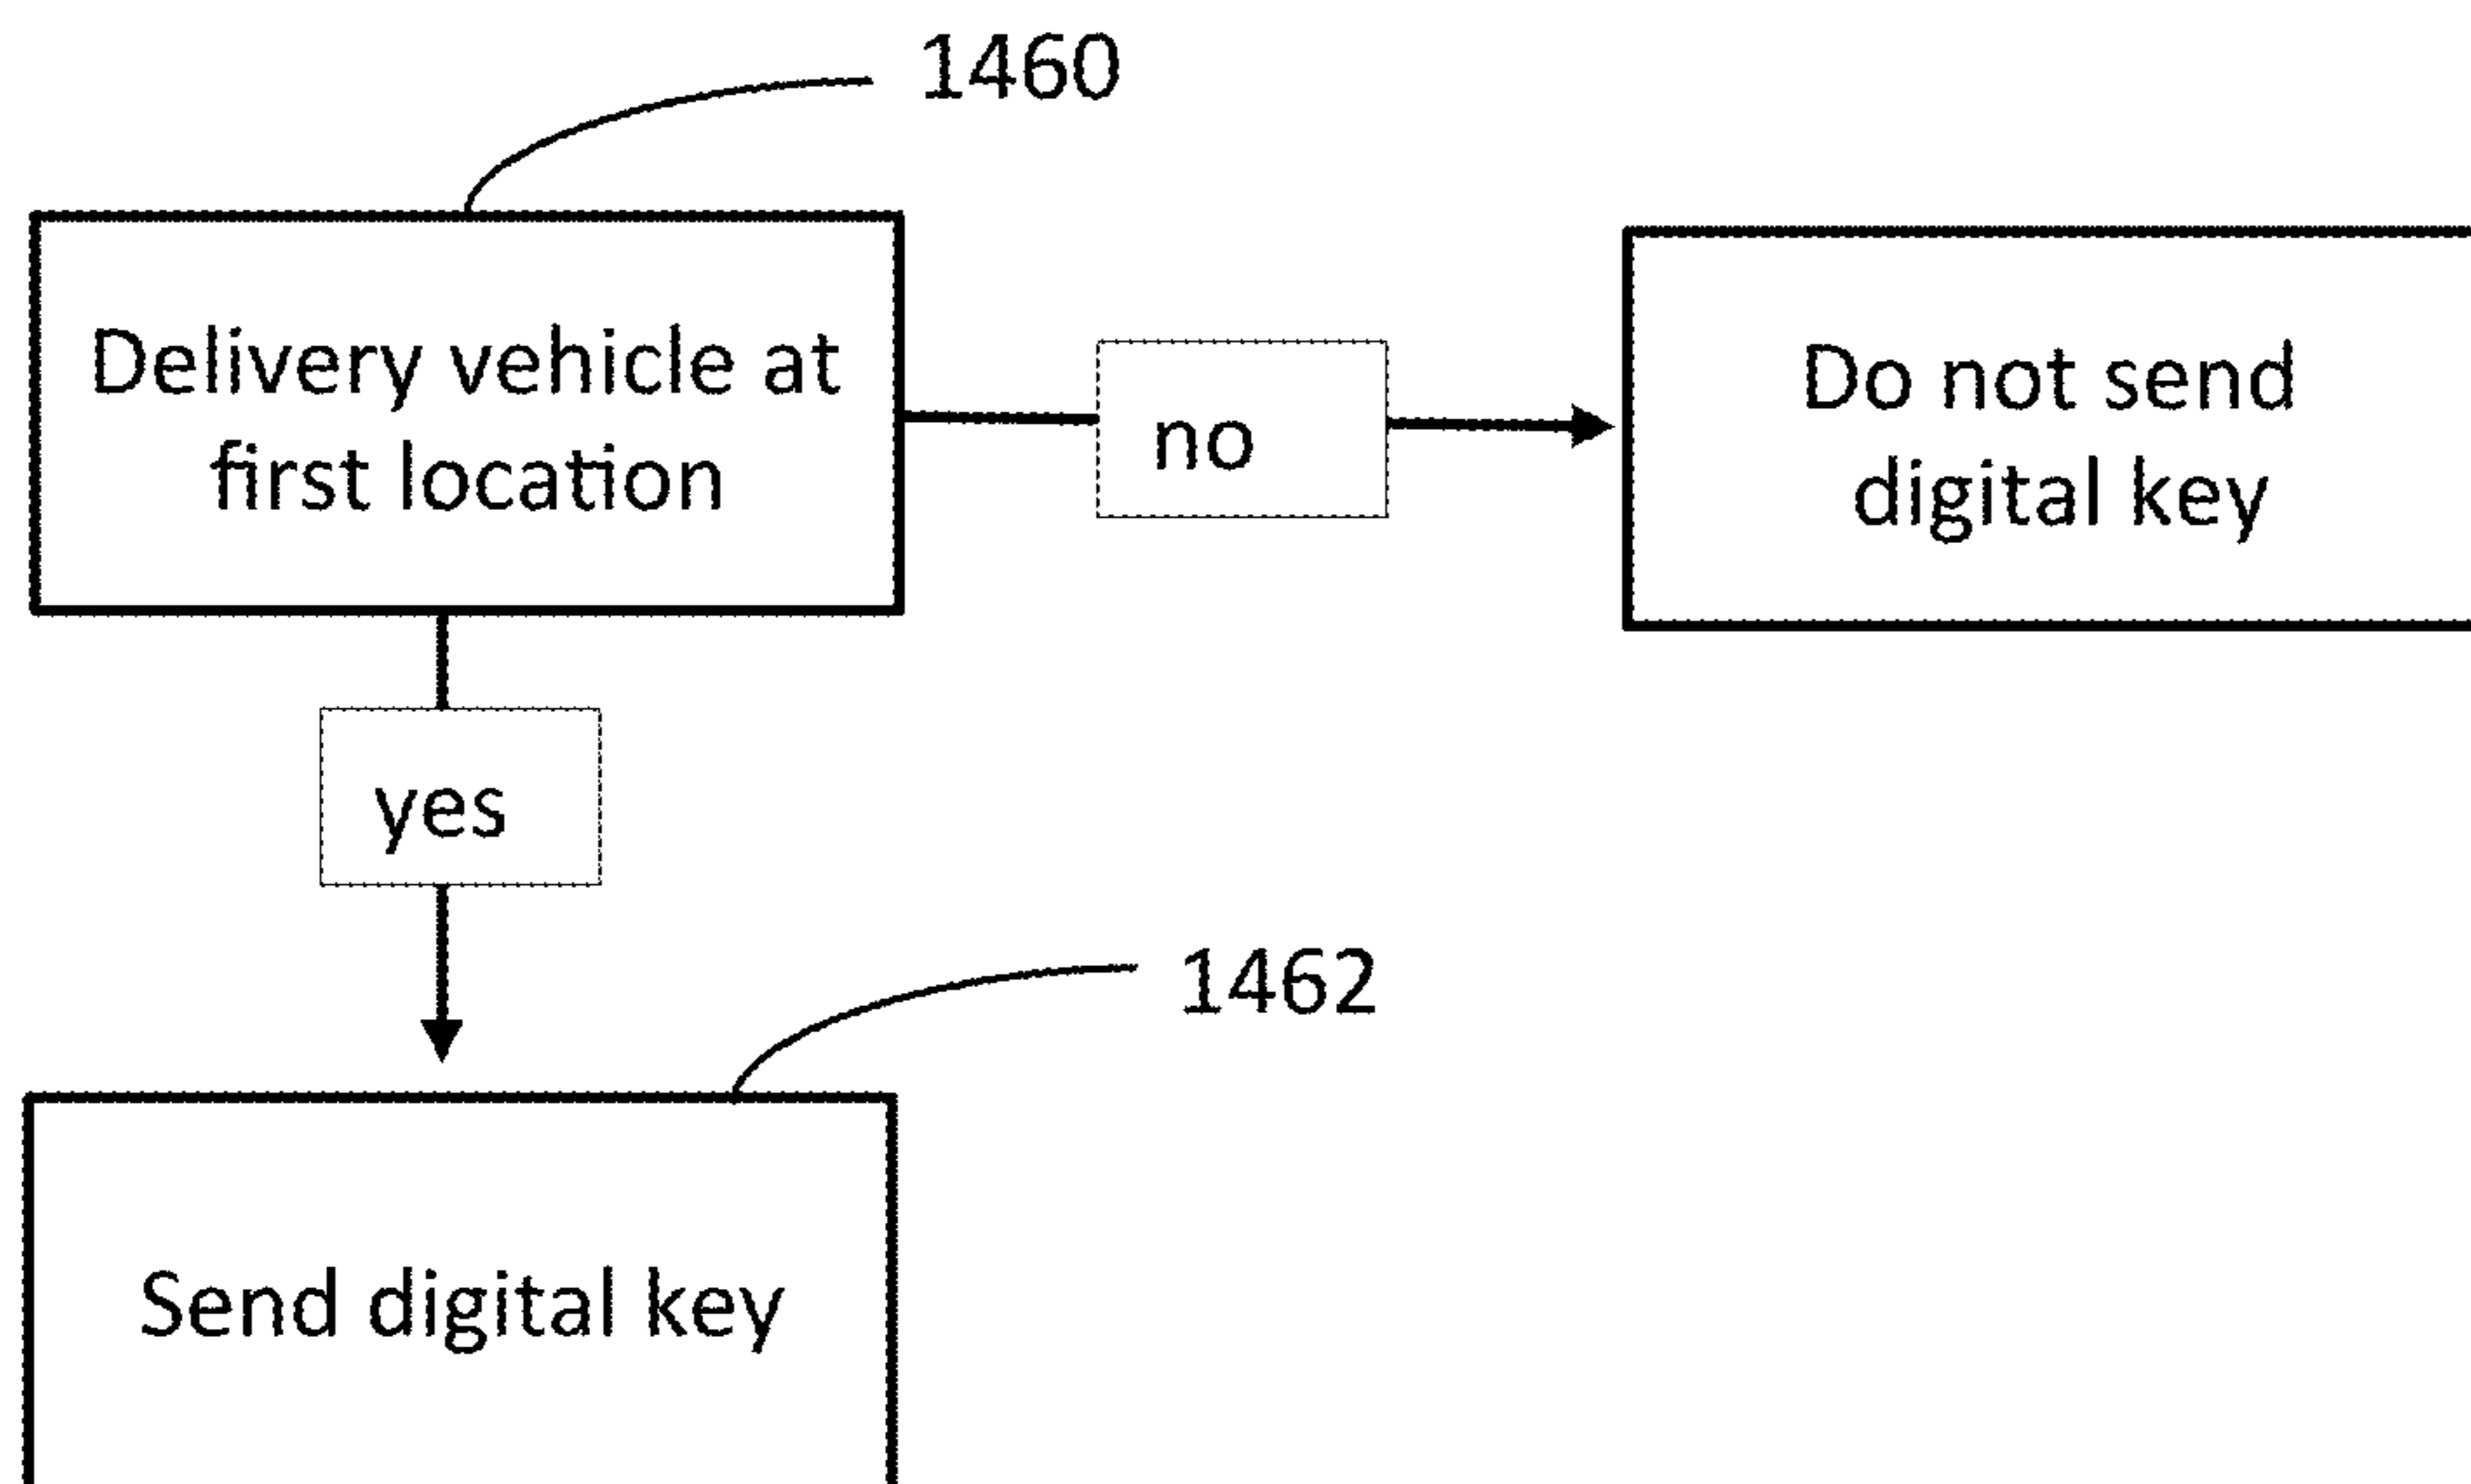 1460
Delivery vehicle at
first location
no
Do not send
digital key
yes
1462
Send digital key